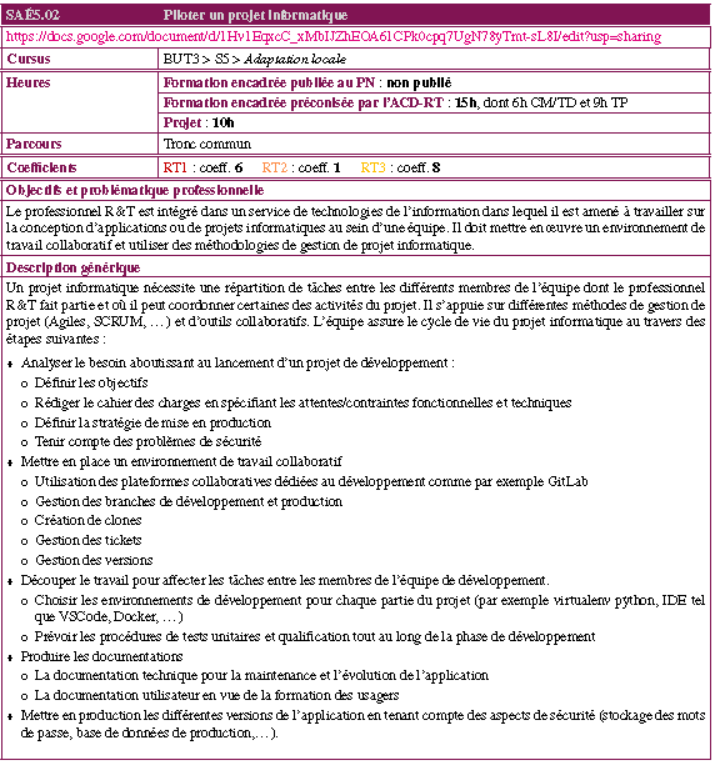 SAÉ5.02 Piloter un projet informatique
https://docs.google.com/document/d/1Hv1EqxcC_xMbIJZhEOA61CPk0cpq7UgN78yTmt-sL8I/edit?usp=sharing
Cursus BUT3 > S5 > Adaptation locale
Heures Formation encadrée publiée au PN : non publié
Formation encadrée préconisée par l'ACD-RT : 15h, dont 6h CM/TD et 9h TP
Projet : 10h
Parcours Tronc commun
Coefficients RT1 : coeff. 6 RT2 : coeff. 1 RT3 : coeff. 8
Objectifs et problématique professionnelle
Le professionnel R&T est intégré dans un service de technologies de l'information dans lequel il est amené à travailler sur
la conception d'applications ou de projets informatiques au sein d'une équipe. Il doit mettre en œuvre un environnement de
travail collaboratif et utiliser des méthodologies de gestion de projet informatique.
Description générique
Un projet informatique nécessite une répartition de tâches entre les différents membres de l'équipe dont le professionnel
R&T fait partie et où il peut coordonner certaines des activités du projet. Il s'appuie sur différentes méthodes de gestion de
projet (Agiles, SCRUM, ...) et d'outils collaboratifs. L'équipe assure le cycle de vie du projet informatique au travers des
étapes suivantes :
• Analyser le besoin aboutissant au lancement d'un projet de développement :
o Définir les objectifs
o Rédiger le cahier des charges en spécifiant les attentes/contraintes fonctionnelles et techniques
o Définir la stratégie de mise en production
o Tenir compte des problèmes de sécurité
• Mettre en place un environnement de travail collaboratif
o Utilisation des plateformes collaboratives dédiées au développement comme par exemple GitLab
o Gestion des branches de développement et production
o Création de clones
o Gestion des tickets
o Gestion des versions
• Découper le travail pour affecter les tâches entre les membres de l'équipe de développement.
o Choisir les environnements de développement pour chaque partie du projet (par exemple virtualenv python, IDE tel
que VSCode, Docker, ...)
o Prévoir les procédures de tests unitaires et qualification tout au long de la phase de développement
• Produire les documentations
o La documentation technique pour la maintenance et l'évolution de l'application
o La documentation utilisateur en vue de la formation des usagers
• Mettre en production les différentes versions de l'application en tenant compte des aspects de sécurité (stockage des mots
de passe, base de données de production,...).